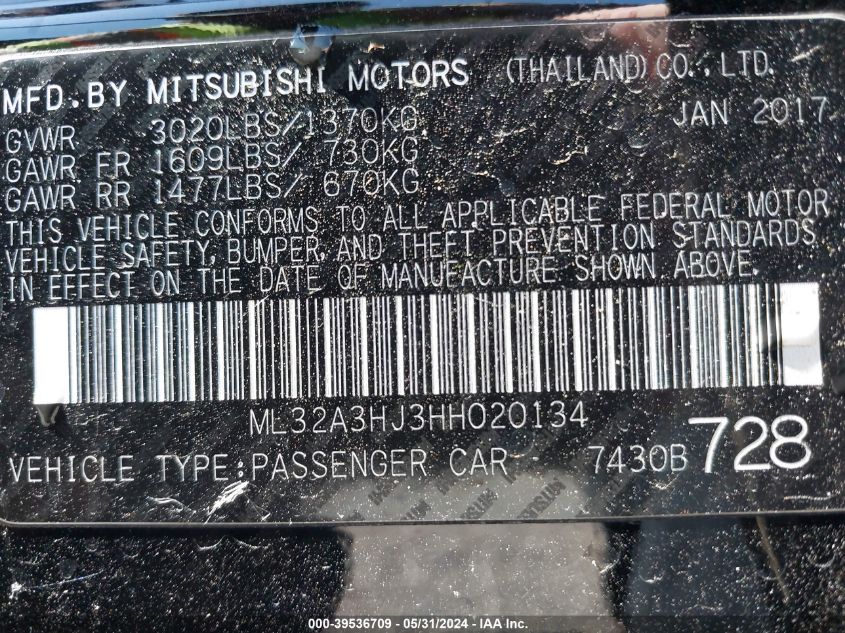 MFD. BY MITSUBISHI MOTORS (THAILAND) CO., LTD.
GVWR 3020LBS/1370KG JAN 2017
GAWR FR 1609LBS/ 730KG
GAWR RR 1477LBS/ 670KG
THIS VEHICLE CONFORMS TO ALL APPLICABLE FEDERAL MOTOR
VEHICLE SAFETY, BUMPER, AND THEFT PREVENTION STANDARDS
IN EFFECT ON THE DATE OF MANUFACTURE SHOWN ABOVE.
ML32A3HJ3HH020134
VEHICLE TYPE:PASSENGER CAR 7430B 728
000-39536709 - 05/31/2024 - IAA Inc.